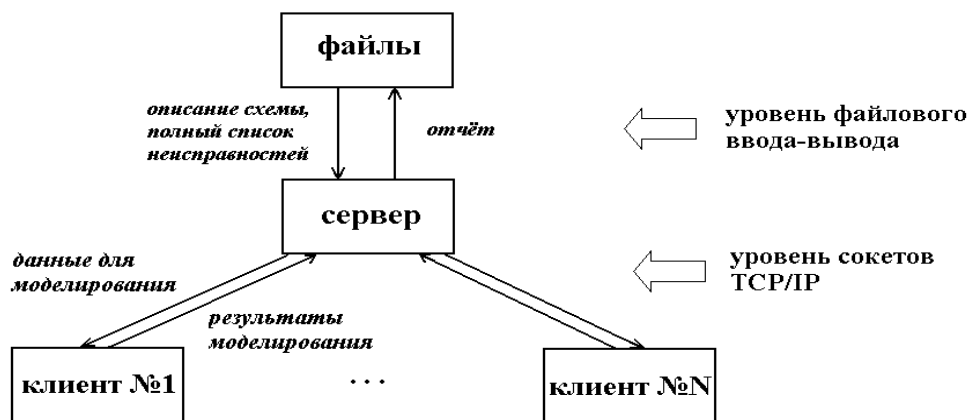 файлы
описание схемы,
полный список
неисправностей
отчёт
уровень файлового
ввода-вывода
сервер
данные для
моделирования
уровень сокетов
TCP/IP
результаты
моделирования
клиент №1
. . .
клиент №N